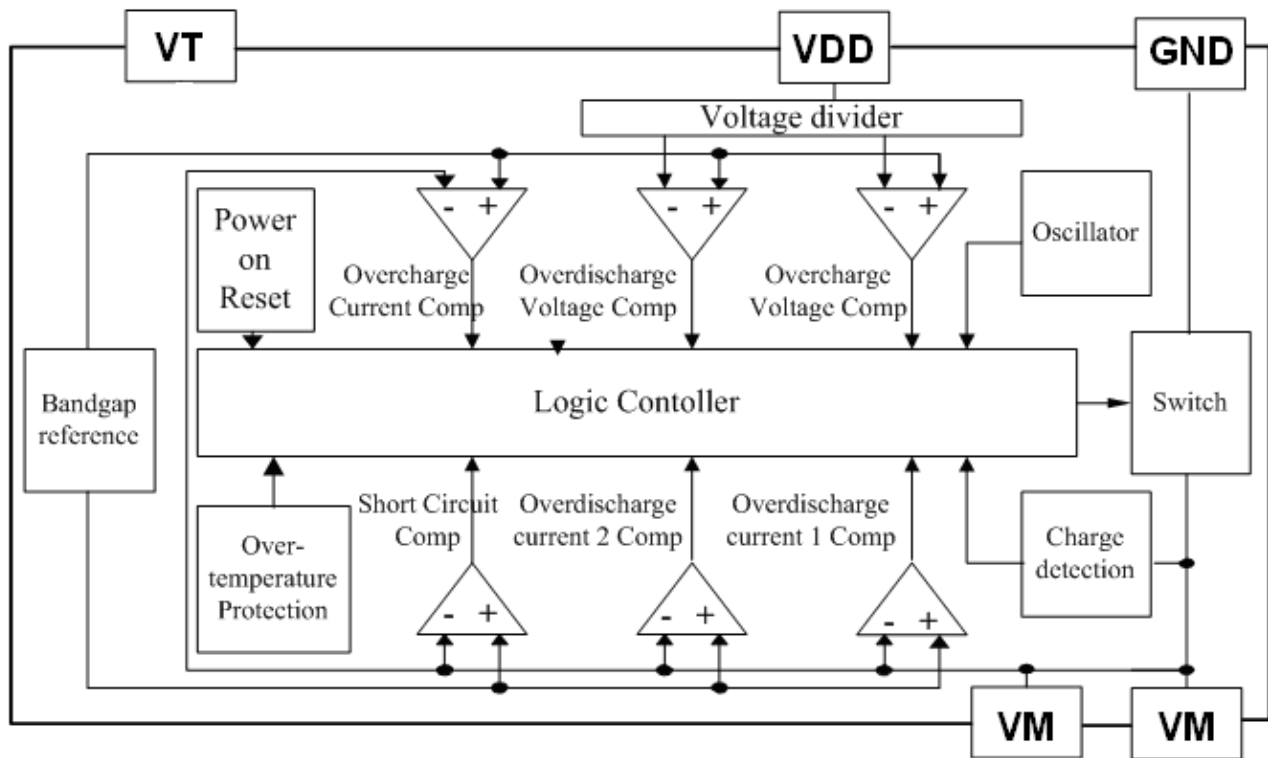 VT
VDD
GND
Voltage divider
- +
- +
- +
Power
on
Reset
Oscillator
Overcharge
Current Comp
Overdischarge
Voltage Comp
Overcharge
Voltage Comp
Bandgap
reference
Logic Contoller
Switch
Short Circuit
Comp
Overdischarge
current 2 Comp
Overdischarge
current 1 Comp
Over-
temperature
Protection
Charge
detection
- +
- +
- +
VM
VM